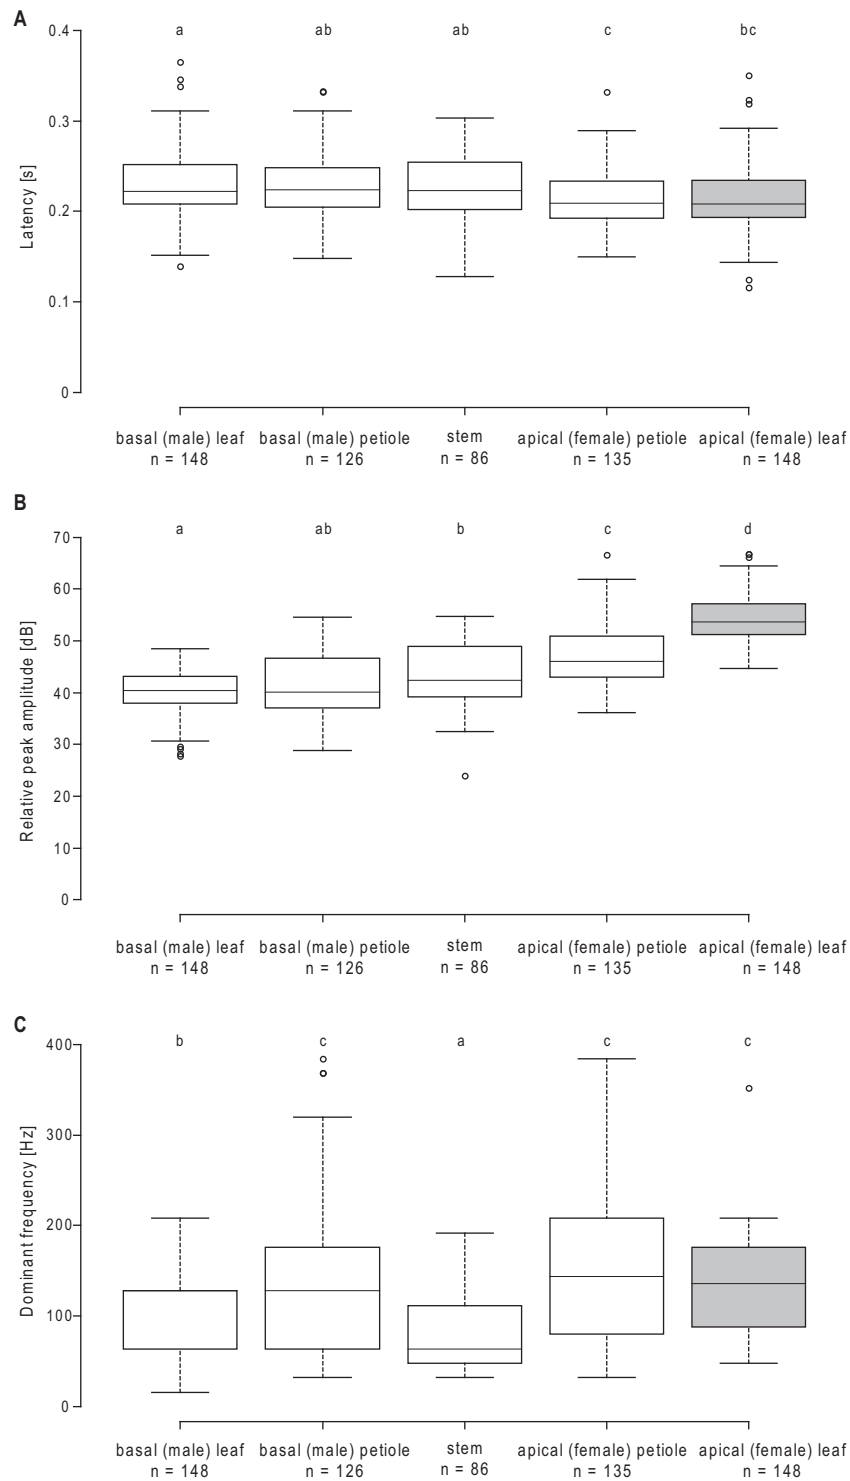 A
a ab ab c bc
0.4
0.3
0.2
0.1
0
Latency [s]
basal (male) leaf basal (male) petiole stem apical (female) petiole apical (female) leaf
n = 148 n = 126 n = 86 n = 135 n = 148
B
a ab b c d
70
60
50
40
30
20
10
0
Relative peak amplitude [dB]
basal (male) leaf basal (male) petiole stem apical (female) petiole apical (female) leaf
n = 148 n = 126 n = 86 n = 135 n = 148
C
b c a c c
400
300
200
100
0
Dominant frequency [Hz]
basal (male) leaf basal (male) petiole stem apical (female) petiole apical (female) leaf
n = 148 n = 126 n = 86 n = 135 n = 148